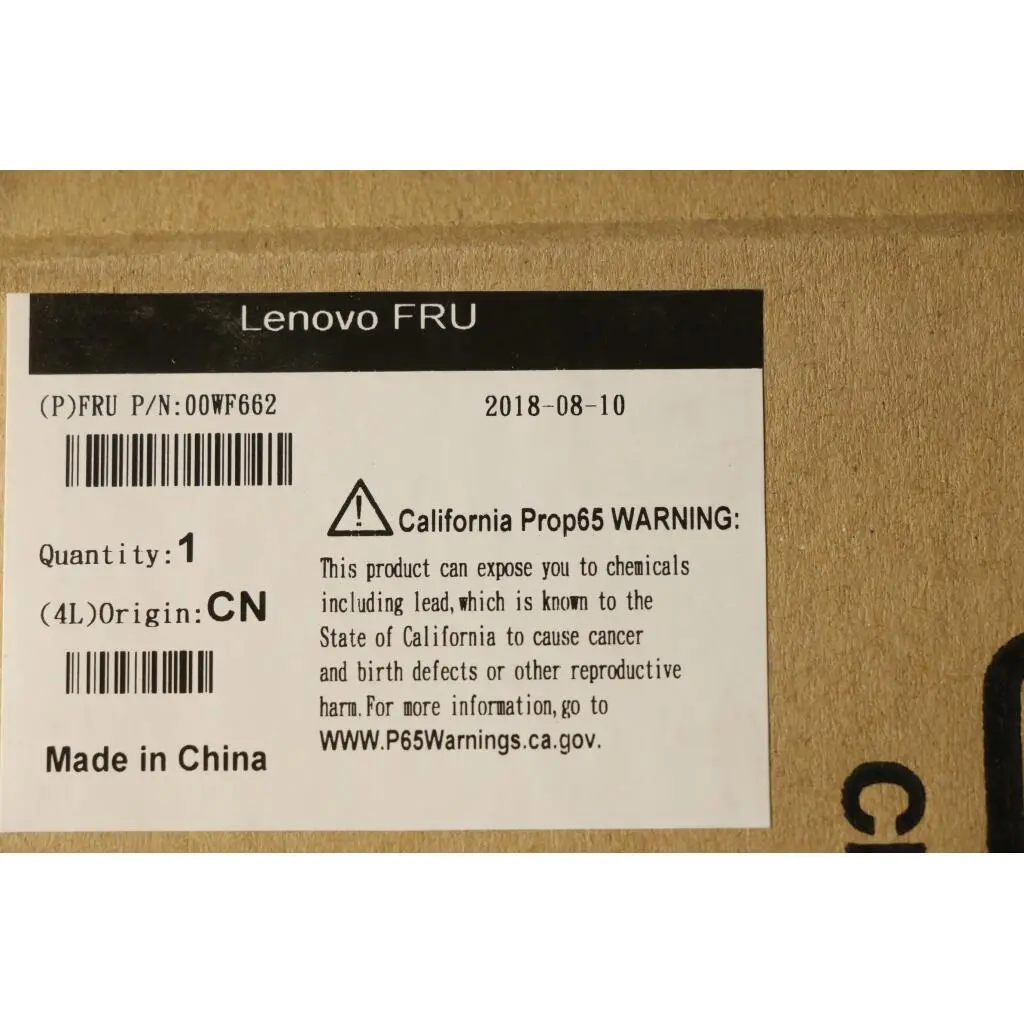 Lenovo FRU
(P)FRU P/N:00WF662
2018-08-10
Quantity:1
(4L)Origin:CN
Made in China
California Prop65 WARNING:
This product can expose you to chemicals
including lead,which is known to the
State of California to cause cancer
and birth defects or other reproductive
harm.For more information,go to
WWW.P65Warnings.ca.gov.